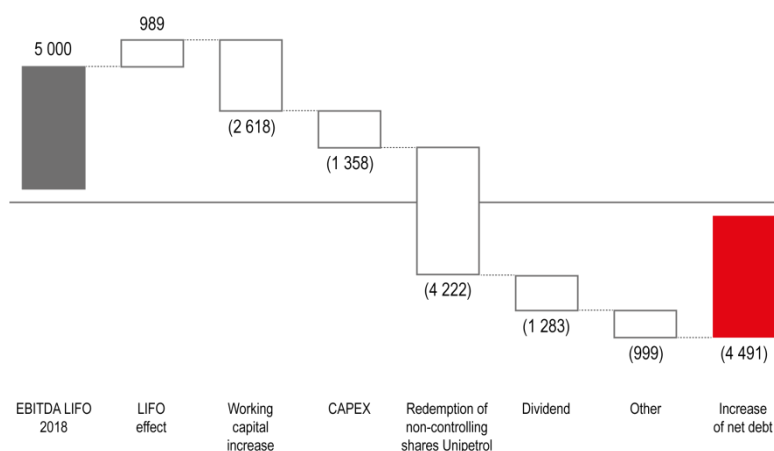 989
5 000
(2 618)
(1 358)
(4 222)
(1 283)
(999)
(4 491)
EBITDA LIFO
2018
LIFO
effect
Working
capital
increase
CAPEX
Redemption of
non-controlling
shares Unipetrol
Dividend
Other
Increase
of net debt